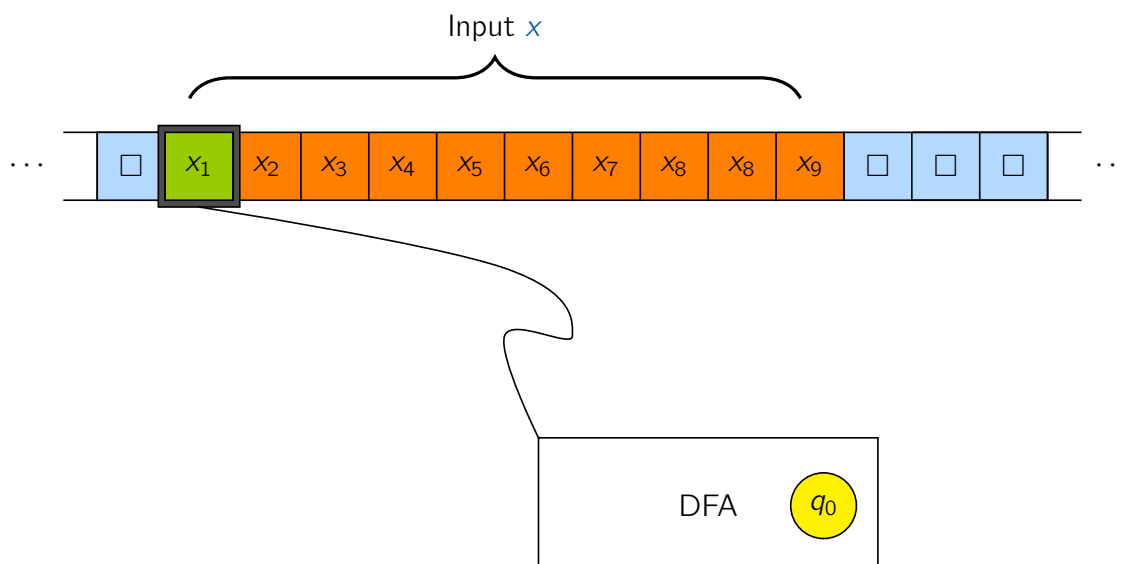 Input x
... □ x₁ x₂ x₃ x₄ x₅ x₆ x₇ x₈ x₈ x₉ □ □ □ ..
DFA q₀